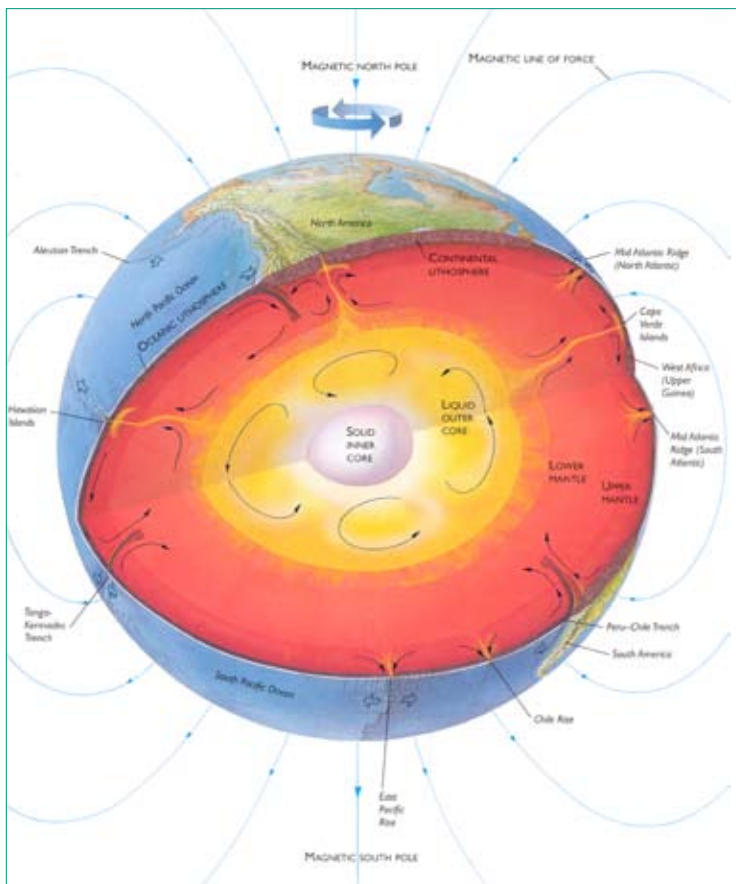 MAGNETIC NORTH POLE
MAGNETIC LINE OF FORCE
North America
Aleutian Trench
CONTINENTAL
LITHOSPHERE
Mid Atlantic Ridge
(North Atlantic)
North Pacific Ocean
OCEANIC LITHOSPHERE
Cape
Verde
Islands
West Africa
(Upper
Guinea)
Hawaiian
Islands
LIQUID
OUTER
CORE
SOLID
INNER
CORE
Mid Atlantic
Ridge (South
Atlantic)
LOWER
MANTLE
UPPER
MANTLE
Tonga-
Kermadec
Trench
Peru–Chile Trench
South America
South Pacific Ocean
Chile Rise
East
Pacific
Rise
MAGNETIC SOUTH POLE